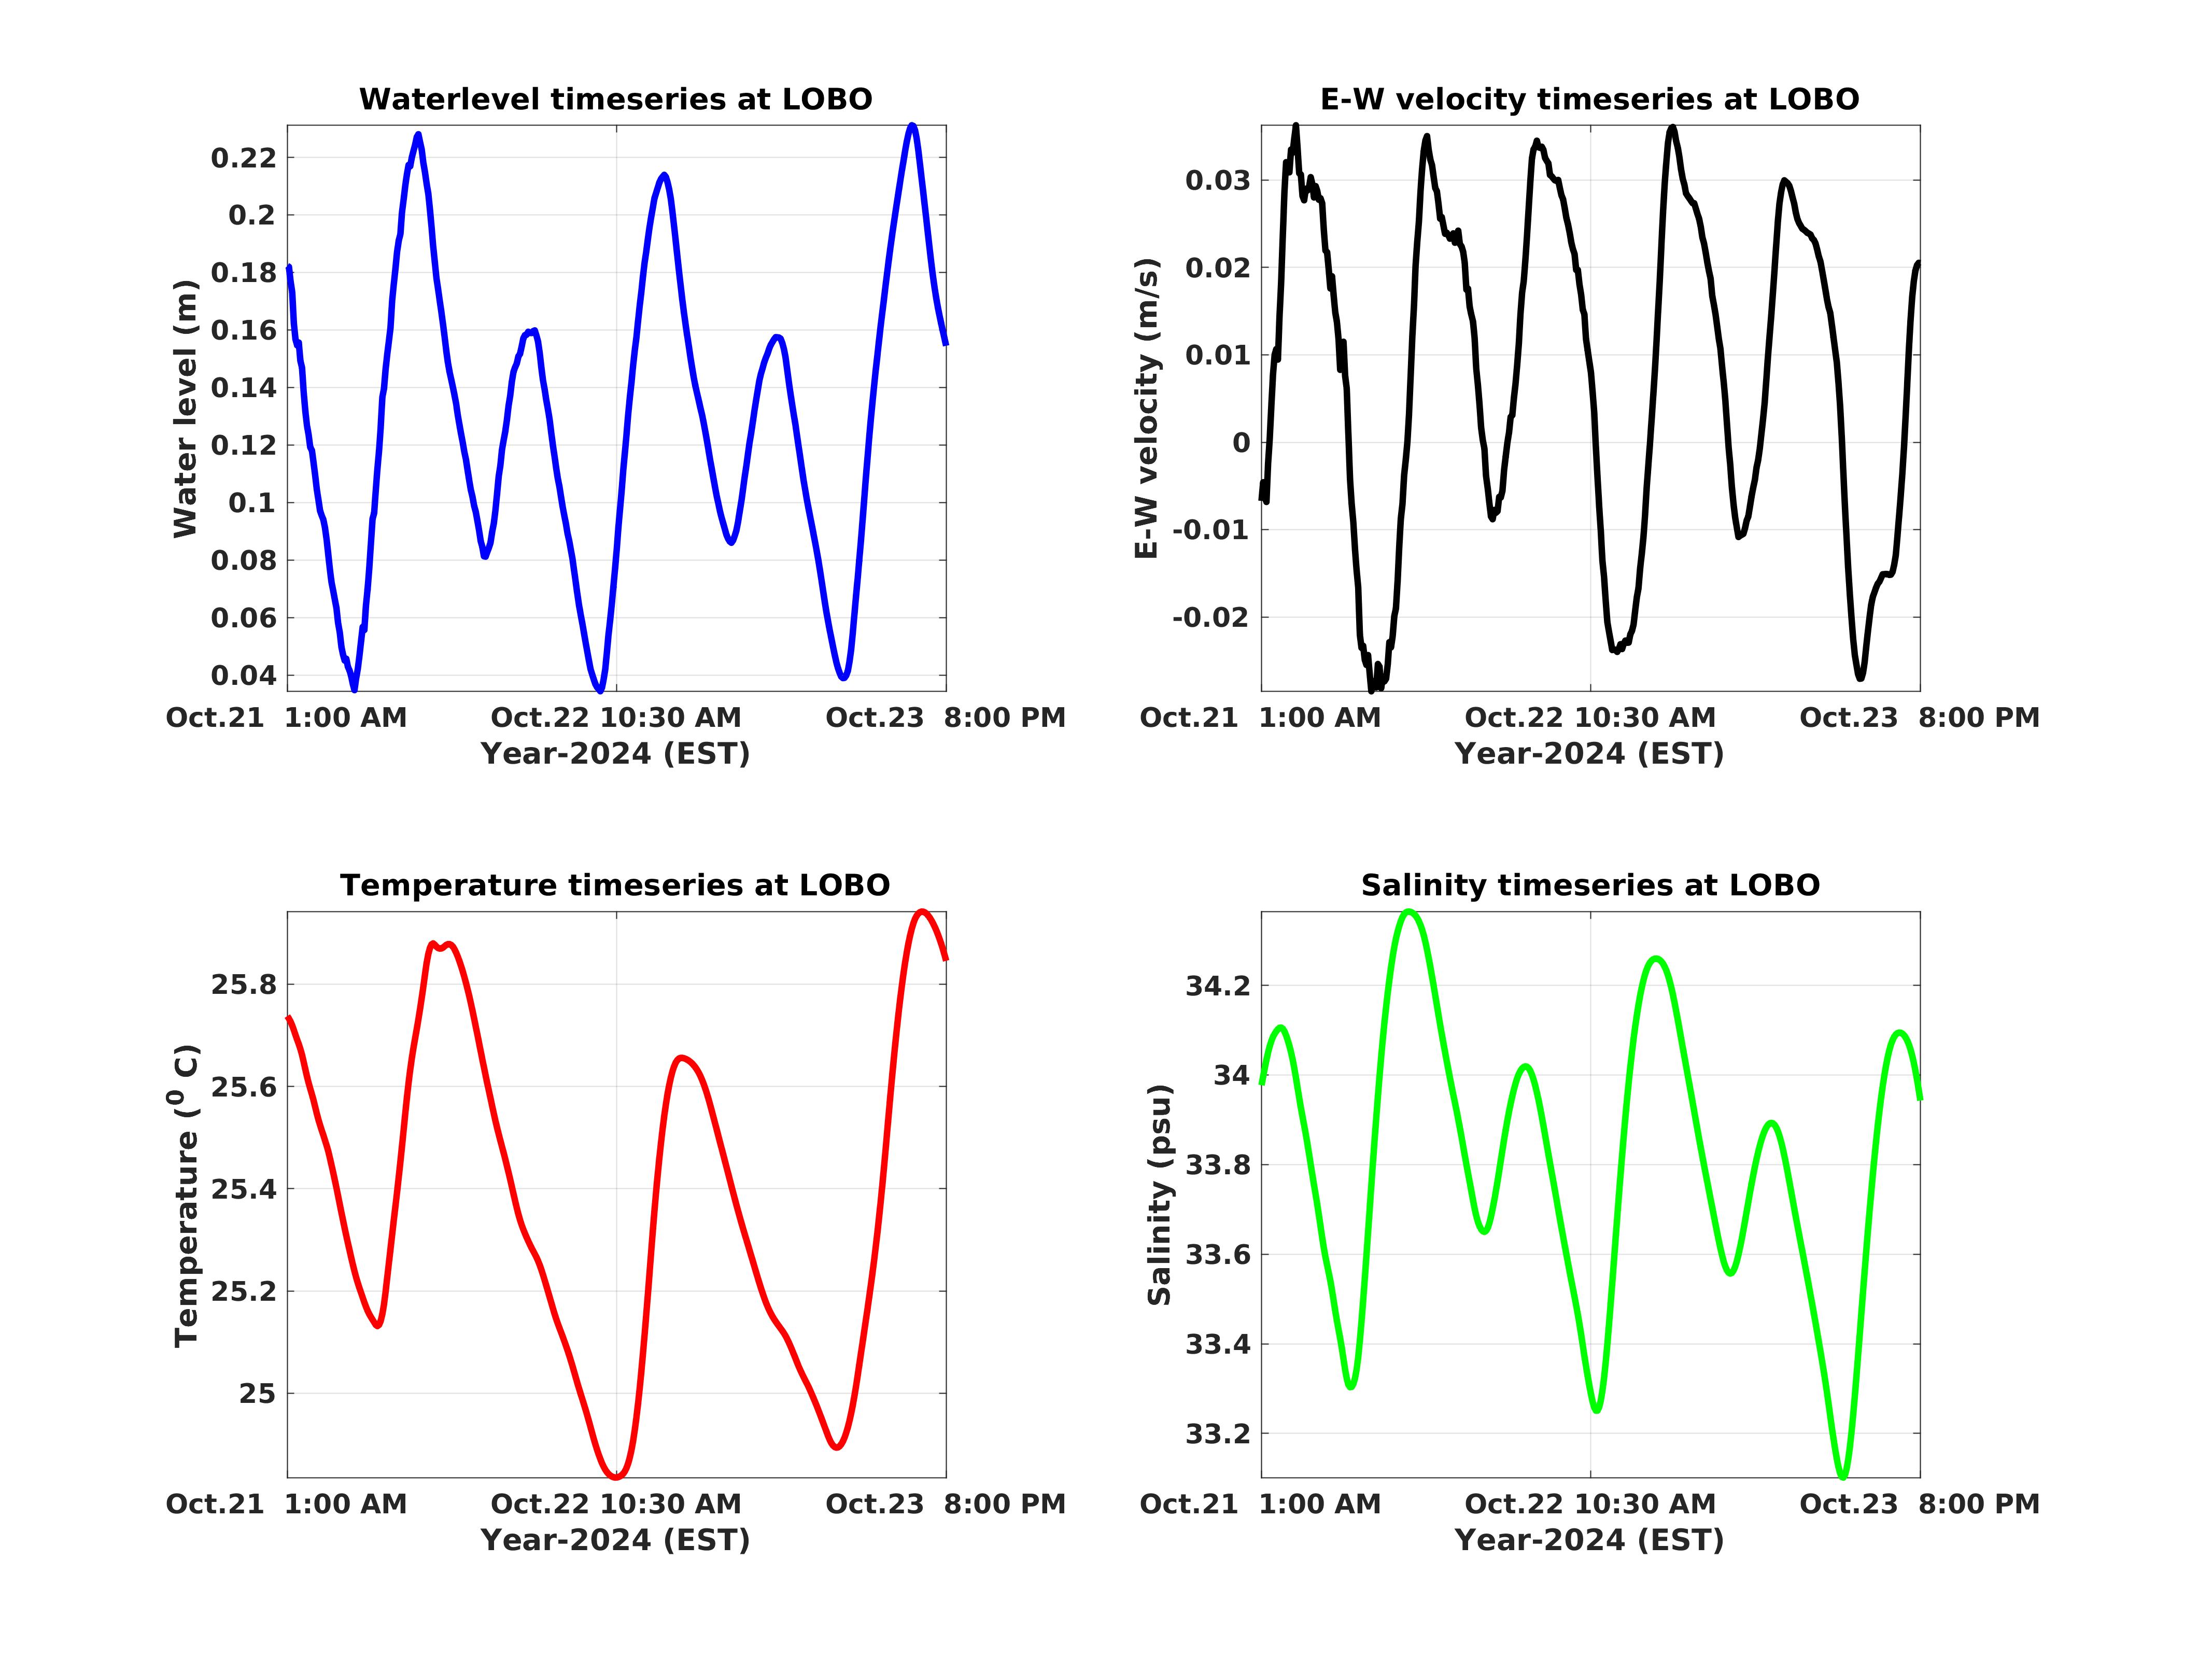 Waterlevel timeseries at LOBO
Water level (m)
0.22
0.2
0.18
0.16
0.14
0.12
0.1
0.08
0.06
0.04
Oct.21 1:00 AM
Oct.22 10:30 AM
Oct.23 8:00 PM
Year-2024 (EST)
E-W velocity timeseries at LOBO
E-W velocity (m/s)
0.03
0.02
0.01
0
-0.01
-0.02
Oct.21 1:00 AM
Oct.22 10:30 AM
Oct.23 8:00 PM
Year-2024 (EST)
Temperature timeseries at LOBO
Temperature (⁰ C)
25.8
25.6
25.4
25.2
25
Oct.21 1:00 AM
Oct.22 10:30 AM
Oct.23 8:00 PM
Year-2024 (EST)
Salinity timeseries at LOBO
Salinity (psu)
34.2
34
33.8
33.6
33.4
33.2
Oct.21 1:00 AM
Oct.22 10:30 AM
Oct.23 8:00 PM
Year-2024 (EST)